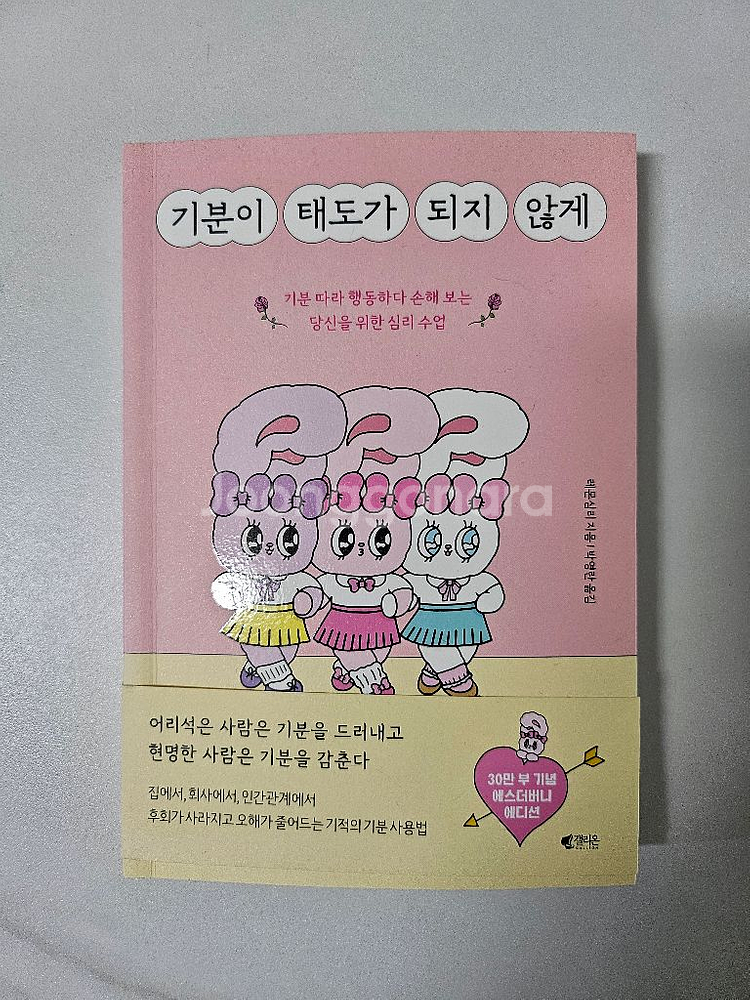 기분이 태도가 되지 않게
기분 따라 행동하다 손해 보는
당신을 위한 심리 수업
레몬심리 지음 / 박영란 옮김
Joonggonara
어리석은 사람은 기분을 드러내고
현명한 사람은 기분을 감춘다
집에서, 회사에서, 인간관계에서
후회가 사라지고 오해가 줄어드는 기적의 기분 사용법
30만 부 기념
에스더버니
에디션
갤리온